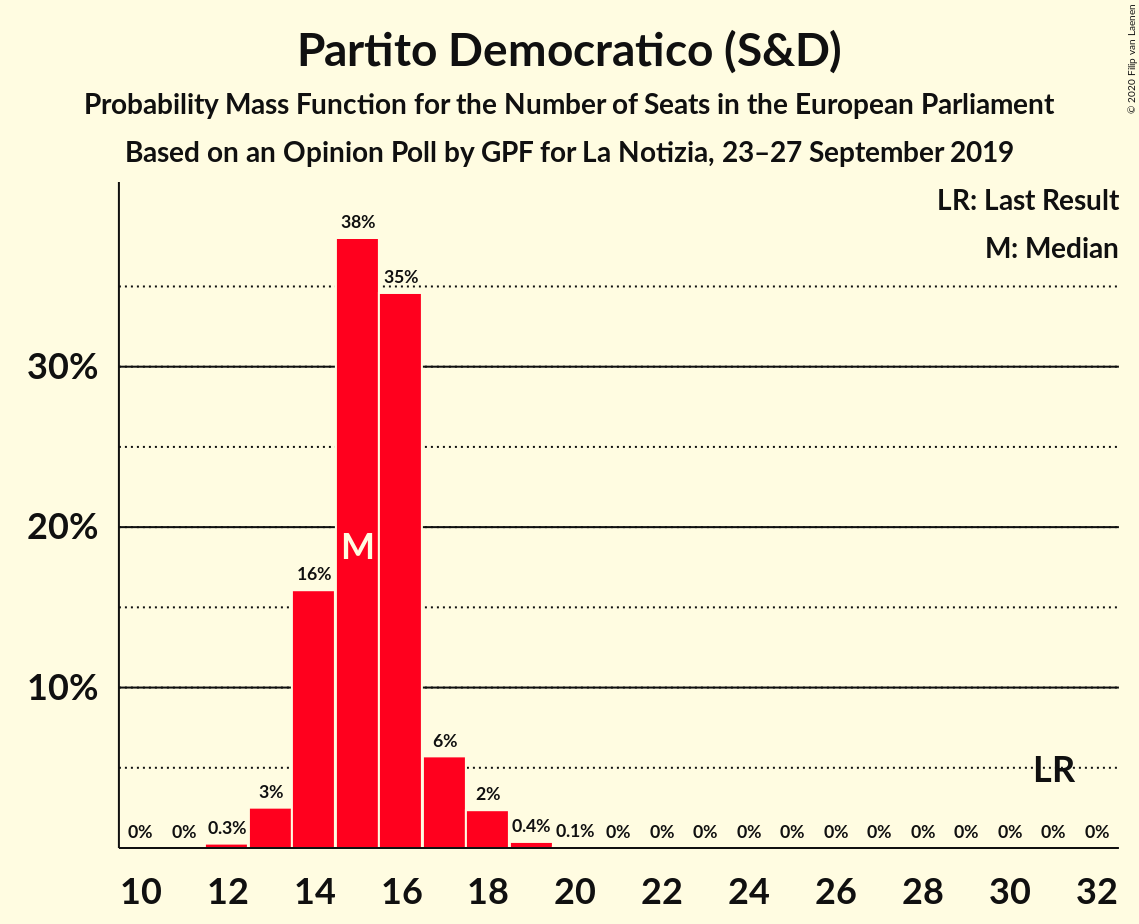 Partito Democratico (S&D)
Probability Mass Function for the Number of Seats in the European Parliament
Based on an Opinion Poll by GPF for La Notizia, 23–27 September 2019
© 2020 Filip van Laenen
LR: Last Result
M: Median
38%
35%
30%
20%
M
16%
10%
6%
LR
3%
2%
0% 0% 0.3% 0.4% 0.1% 0% 0% 0% 0% 0% 0% 0% 0% 0% 0% 0% 0%
10 12 14 16 18 20 22 24 26 28 30 32